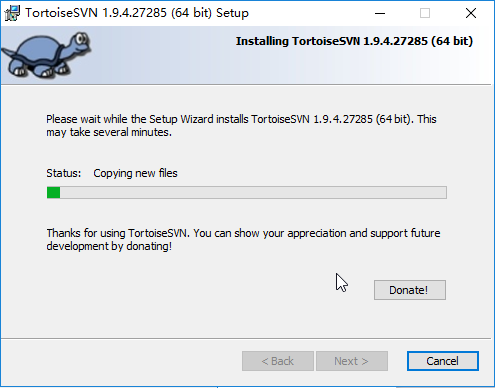 TortoiseSVN 1.9.4.27285 (64 bit) Setup
Installing TortoiseSVN 1.9.4.27285 (64 bit)
Please wait while the Setup Wizard installs TortoiseSVN 1.9.4.27285 (64 bit). This
may take several minutes.
Status: Copying new files
Thanks for using TortoiseSVN. You can show your appreciation and support future
development by donating!
Donate!
< Back Next > Cancel